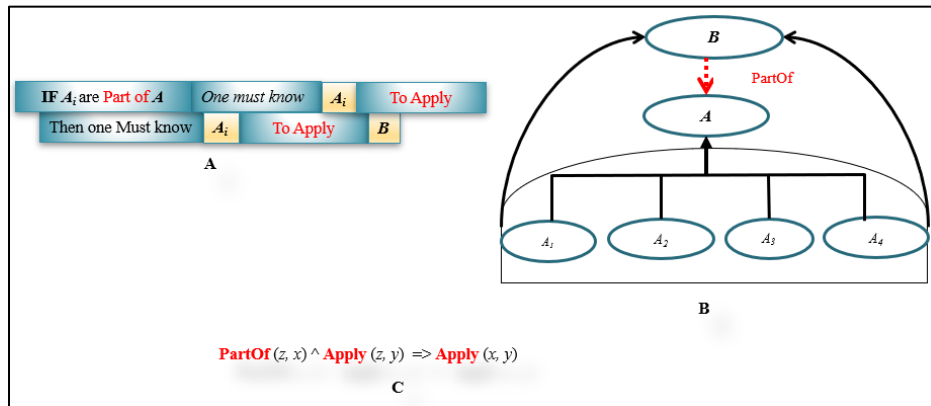 IF Ai are Part of A One must know Ai To Apply
Then one Must know Ai To Apply B
A
B
PartOf
A
A1 A2 A3 A4
B
PartOf (z, x) ^ Apply (z, y) => Apply (x, y)
C